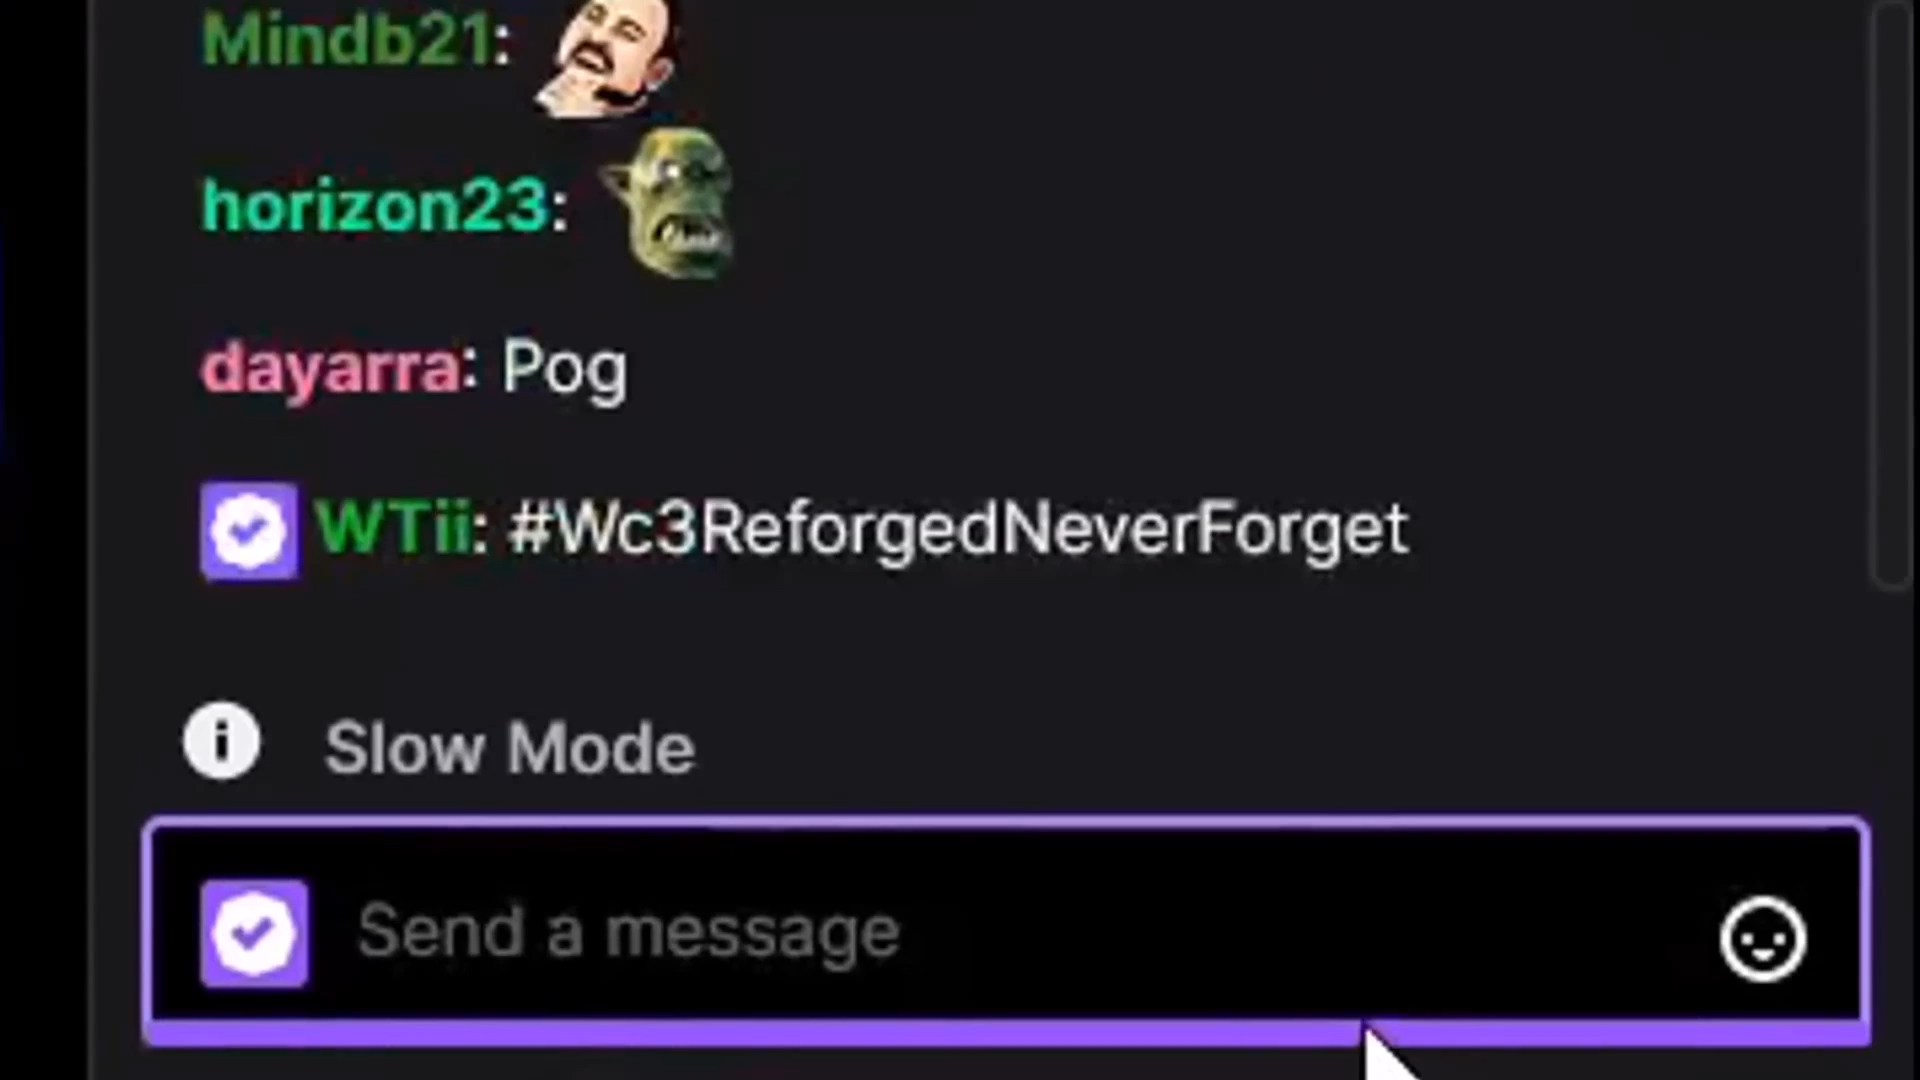 Mindb21:
horizon23:
dayarra: Pog
WTii: #Wc3ReforgedNeverForget
Slow Mode
Send a message